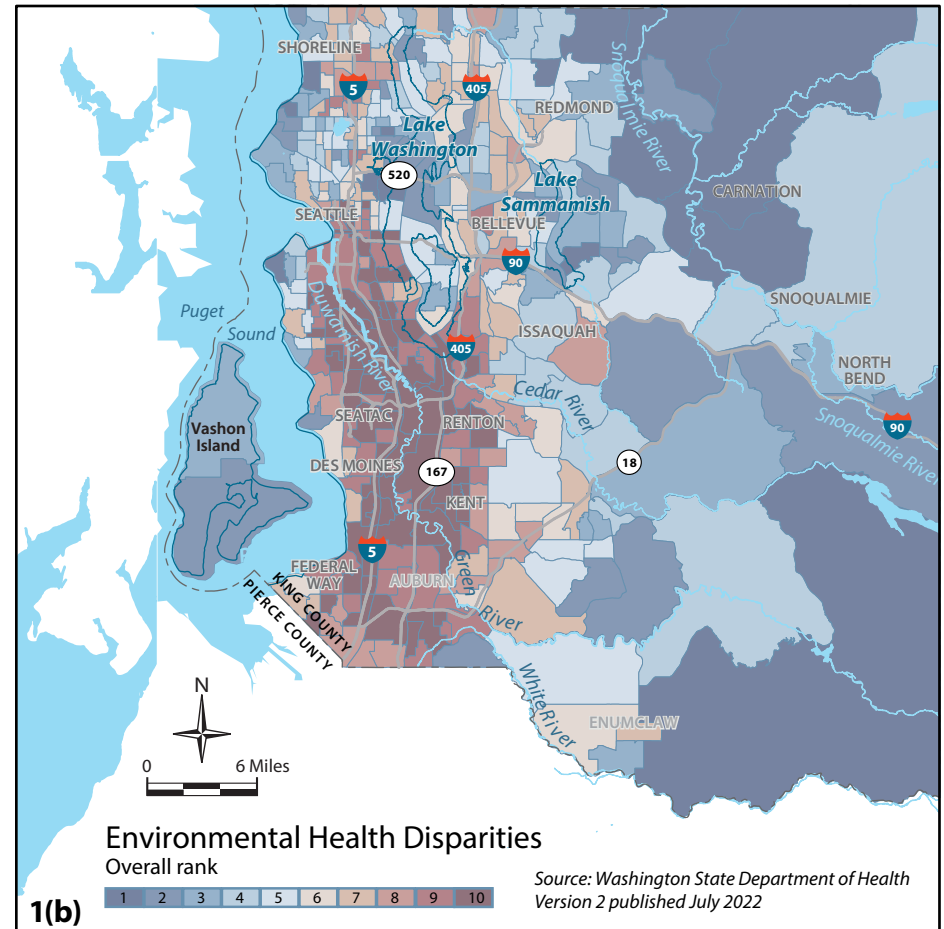 SHORELINE
5
405
REDMOND
Snoqualmie River
Lake
Washington
520
Lake
Sammamish
CARNATION
SEATTLE
BELLEVUE
90
Puget
Sound
Duwamish River
SNOQUALMIE
ISSAQUAH
405
NORTH
BEND
Cedar River
90
Snoqualmie River
SEATAC
RENTON
Vashon
Island
DES MOINES
167
18
KENT
5
FEDERAL
WAY
AUBURN
Green
River
KING COUNTY
PIERCE COUNTY
White River
ENUMCLAW
N
0 6 Miles
Environmental Health Disparities
Overall rank
1 2 3 4 5 6 7 8 9 10
Source: Washington State Department of Health
Version 2 published July 2022
1(b)